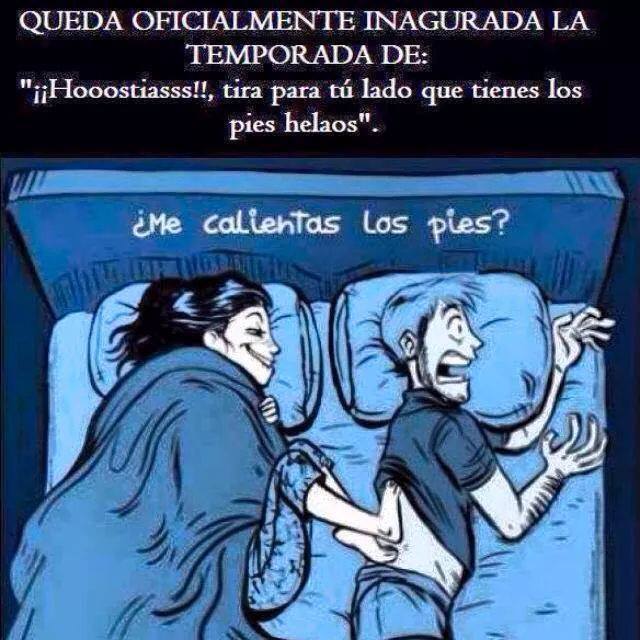 QUEDA OFICIALMENTE INAGURADA LA
TEMPORADA DE:
"¡¡Hooostiasss!!, tira para tú lado que tienes los
pies helaos".
¿Me calientas los pies?